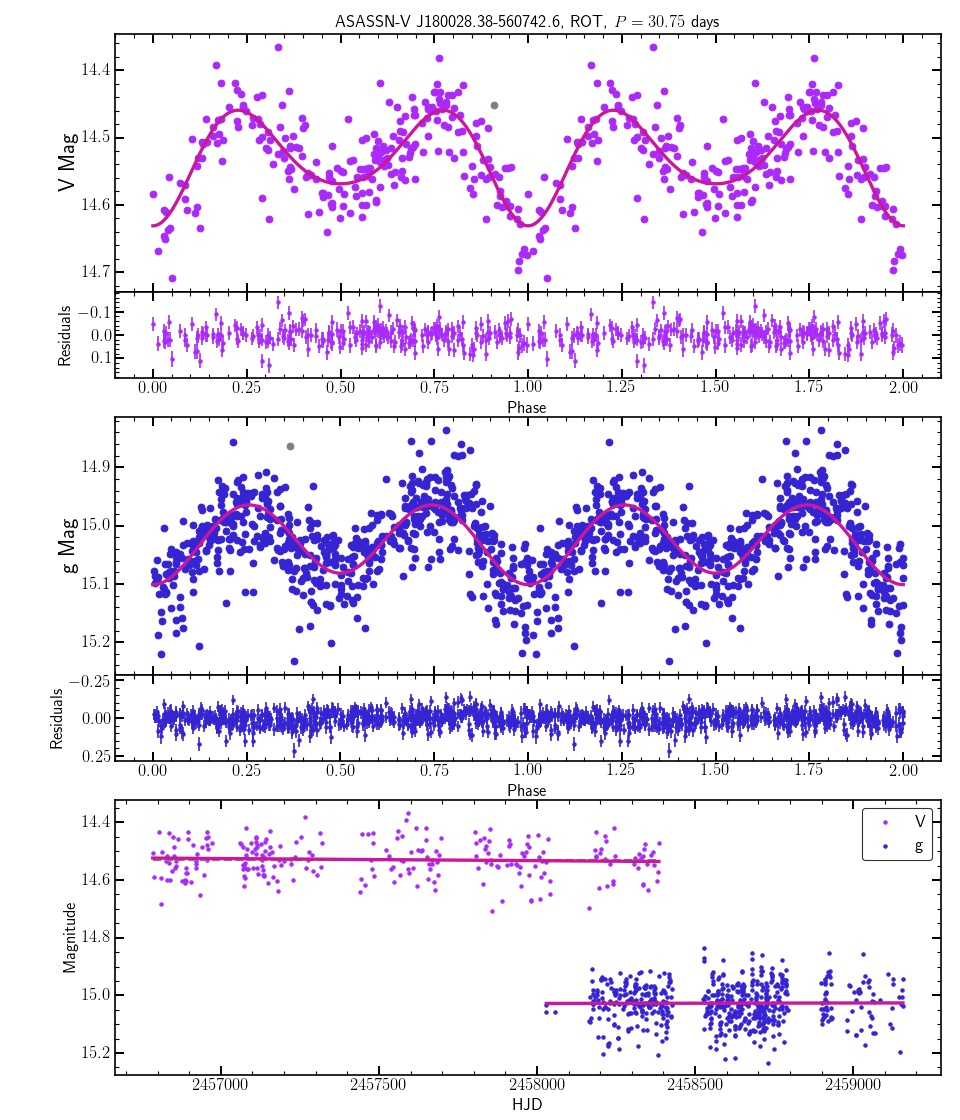 ASASSN-V J180028.38-560742.6, ROT, P = 30.75 days
14.4
14.5
14.6
14.7
V Mag
−0.1
0.0
0.1
Residuals
0.00 0.25 0.50 0.75 1.00 1.25 1.50 1.75 2.00
Phase
14.9
15.0
15.1
15.2
g Mag
−0.25
0.00
0.25
Residuals
0.00 0.25 0.50 0.75 1.00 1.25 1.50 1.75 2.00
Phase
14.4
14.6
14.8
15.0
15.2
Magnitude
V
g
2457000 2457500 2458000 2458500 2459000
HJD